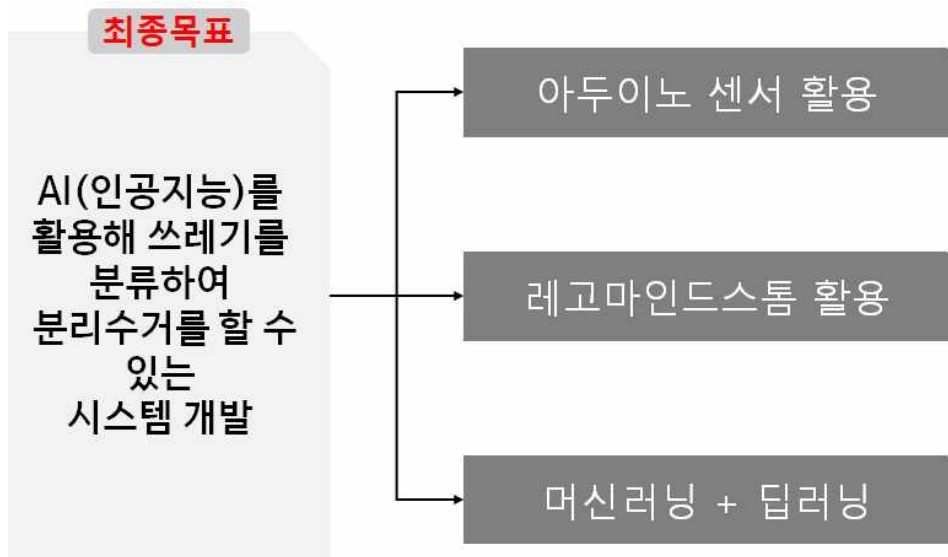 최종목표
AI(인공지능)를
활용해 쓰레기를
분류하여
분리수거를 할 수
있는
시스템 개발
아두이노 센서 활용
레고마인드스톰 활용
머신러닝 + 딥러닝